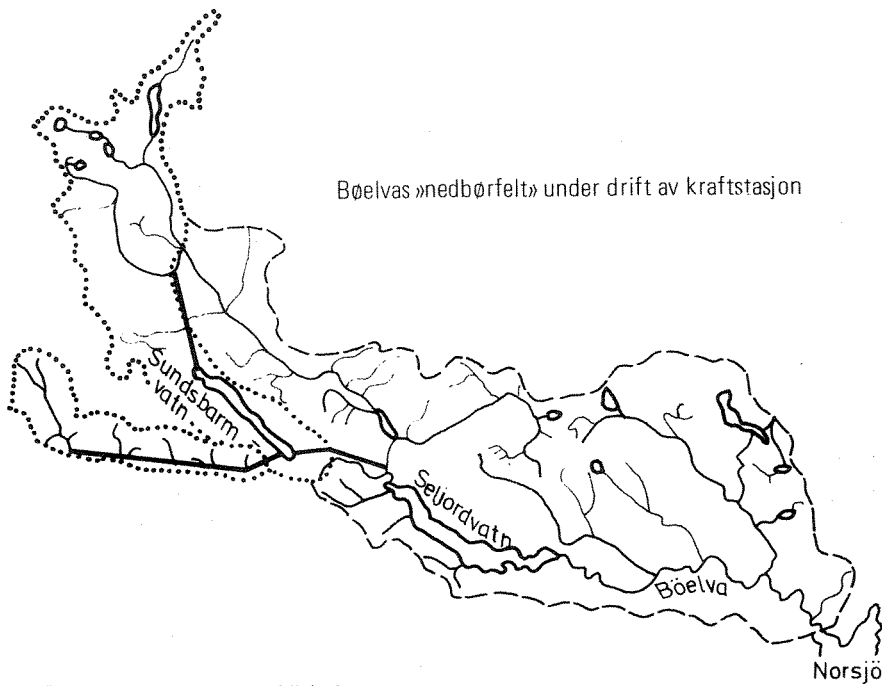 Bøelvas »nedbørfelt» under drift av kraftstasjon
Sundsbarm
vatn.
Seljordvatn
Böelva
Norsjö